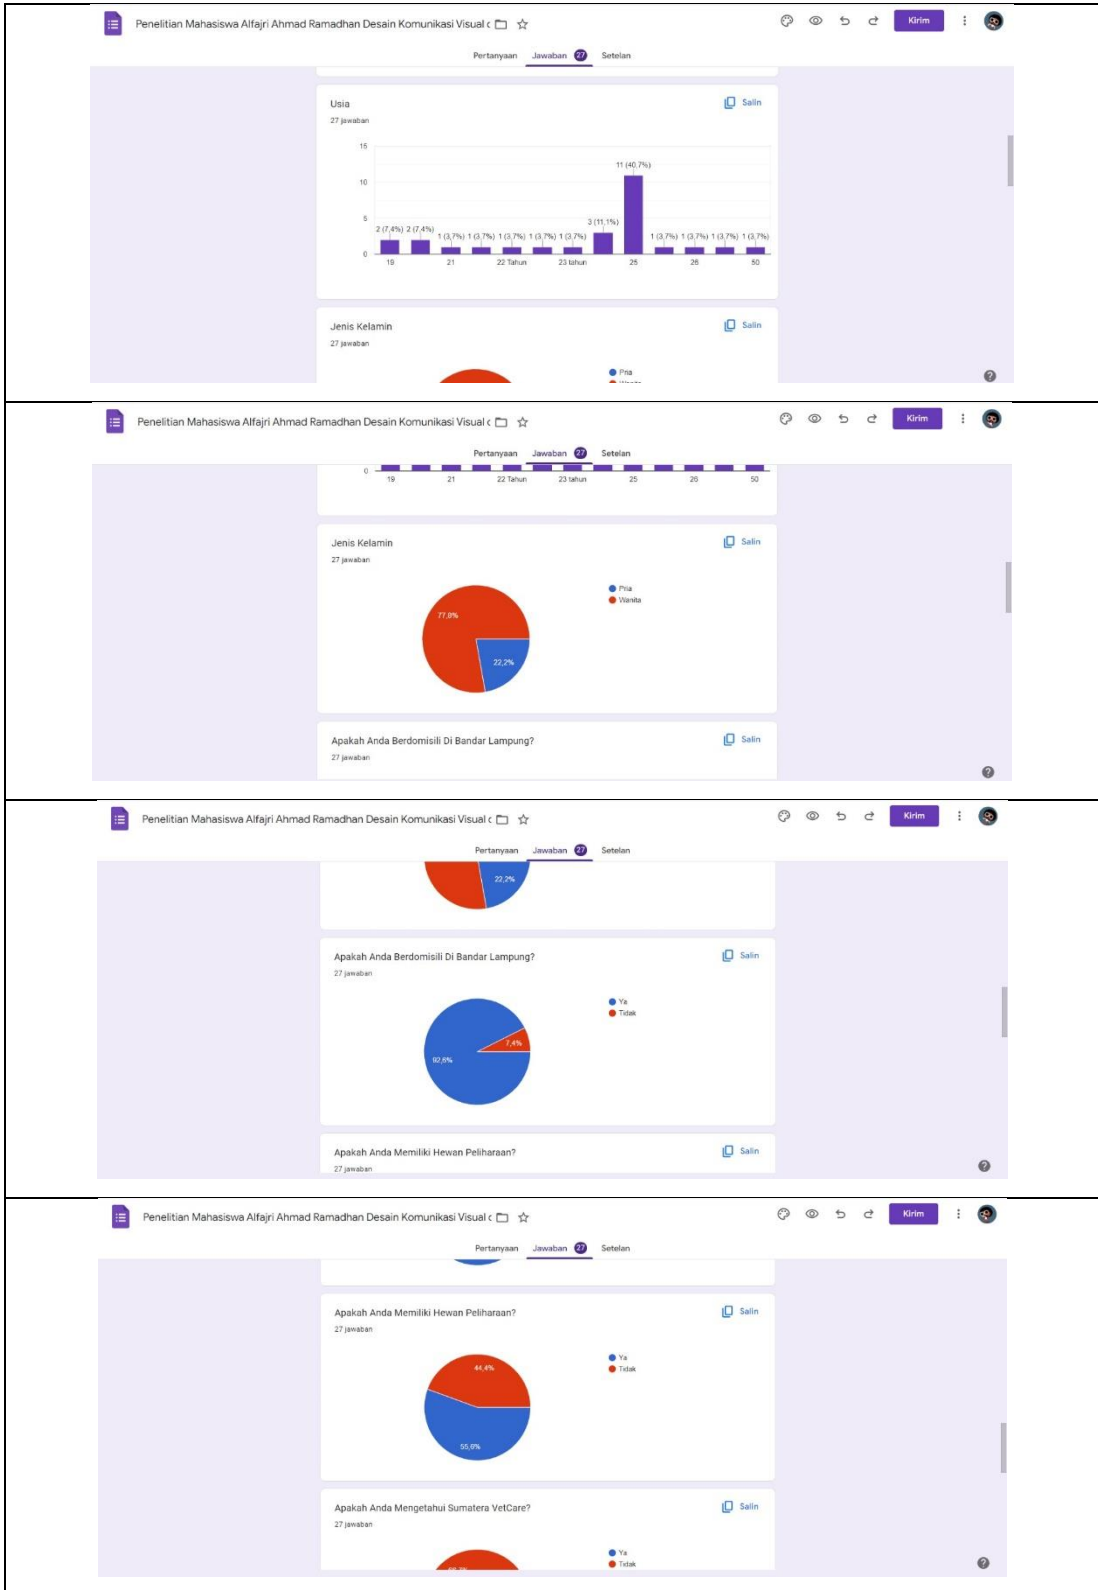 Penelitian Mahasiswa Alfajri Ahmad Ramadhan Desain Komunikasi Visual c
Kirim
Pertanyaan Jawaban 27 Setelan
Usia
Salin
27 jawaban
15
10
5
0
2 (7,4%) 2 (7,4%) 1 (3,7%) 1 (3,7%) 1 (3,7%) 1 (3,7%) 1 (3,7%) 3 (11,1%) 11 (40,7%) 1 (3,7%) 1 (3,7%) 1 (3,7%) 1 (3,7%)
19 21 22 Tahun 23 tahun 25 26 50
Jenis Kelamin
Salin
27 jawaban
Pria
Wanita
Penelitian Mahasiswa Alfajri Ahmad Ramadhan Desain Komunikasi Visual c
Kirim
Pertanyaan Jawaban 27 Setelan
0
19 21 22 Tahun 23 tahun 25 26 50
Jenis Kelamin
Salin
27 jawaban
Pria
Wanita
77,8%
22,2%
Apakah Anda Berdomisili Di Bandar Lampung?
Salin
27 jawaban
Penelitian Mahasiswa Alfajri Ahmad Ramadhan Desain Komunikasi Visual c
Kirim
Pertanyaan Jawaban 27 Setelan
22,2%
Apakah Anda Berdomisili Di Bandar Lampung?
Salin
27 jawaban
Ya
Tidak
7,4%
92,6%
Apakah Anda Memiliki Hewan Peliharaan?
Salin
27 jawaban
Penelitian Mahasiswa Alfajri Ahmad Ramadhan Desain Komunikasi Visual c
Kirim
Pertanyaan Jawaban 27 Setelan
Apakah Anda Memiliki Hewan Peliharaan?
Salin
27 jawaban
Ya
Tidak
44,4%
55,6%
Apakah Anda Mengetahui Sumatera VetCare?
Salin
27 jawaban
Ya
Tidak